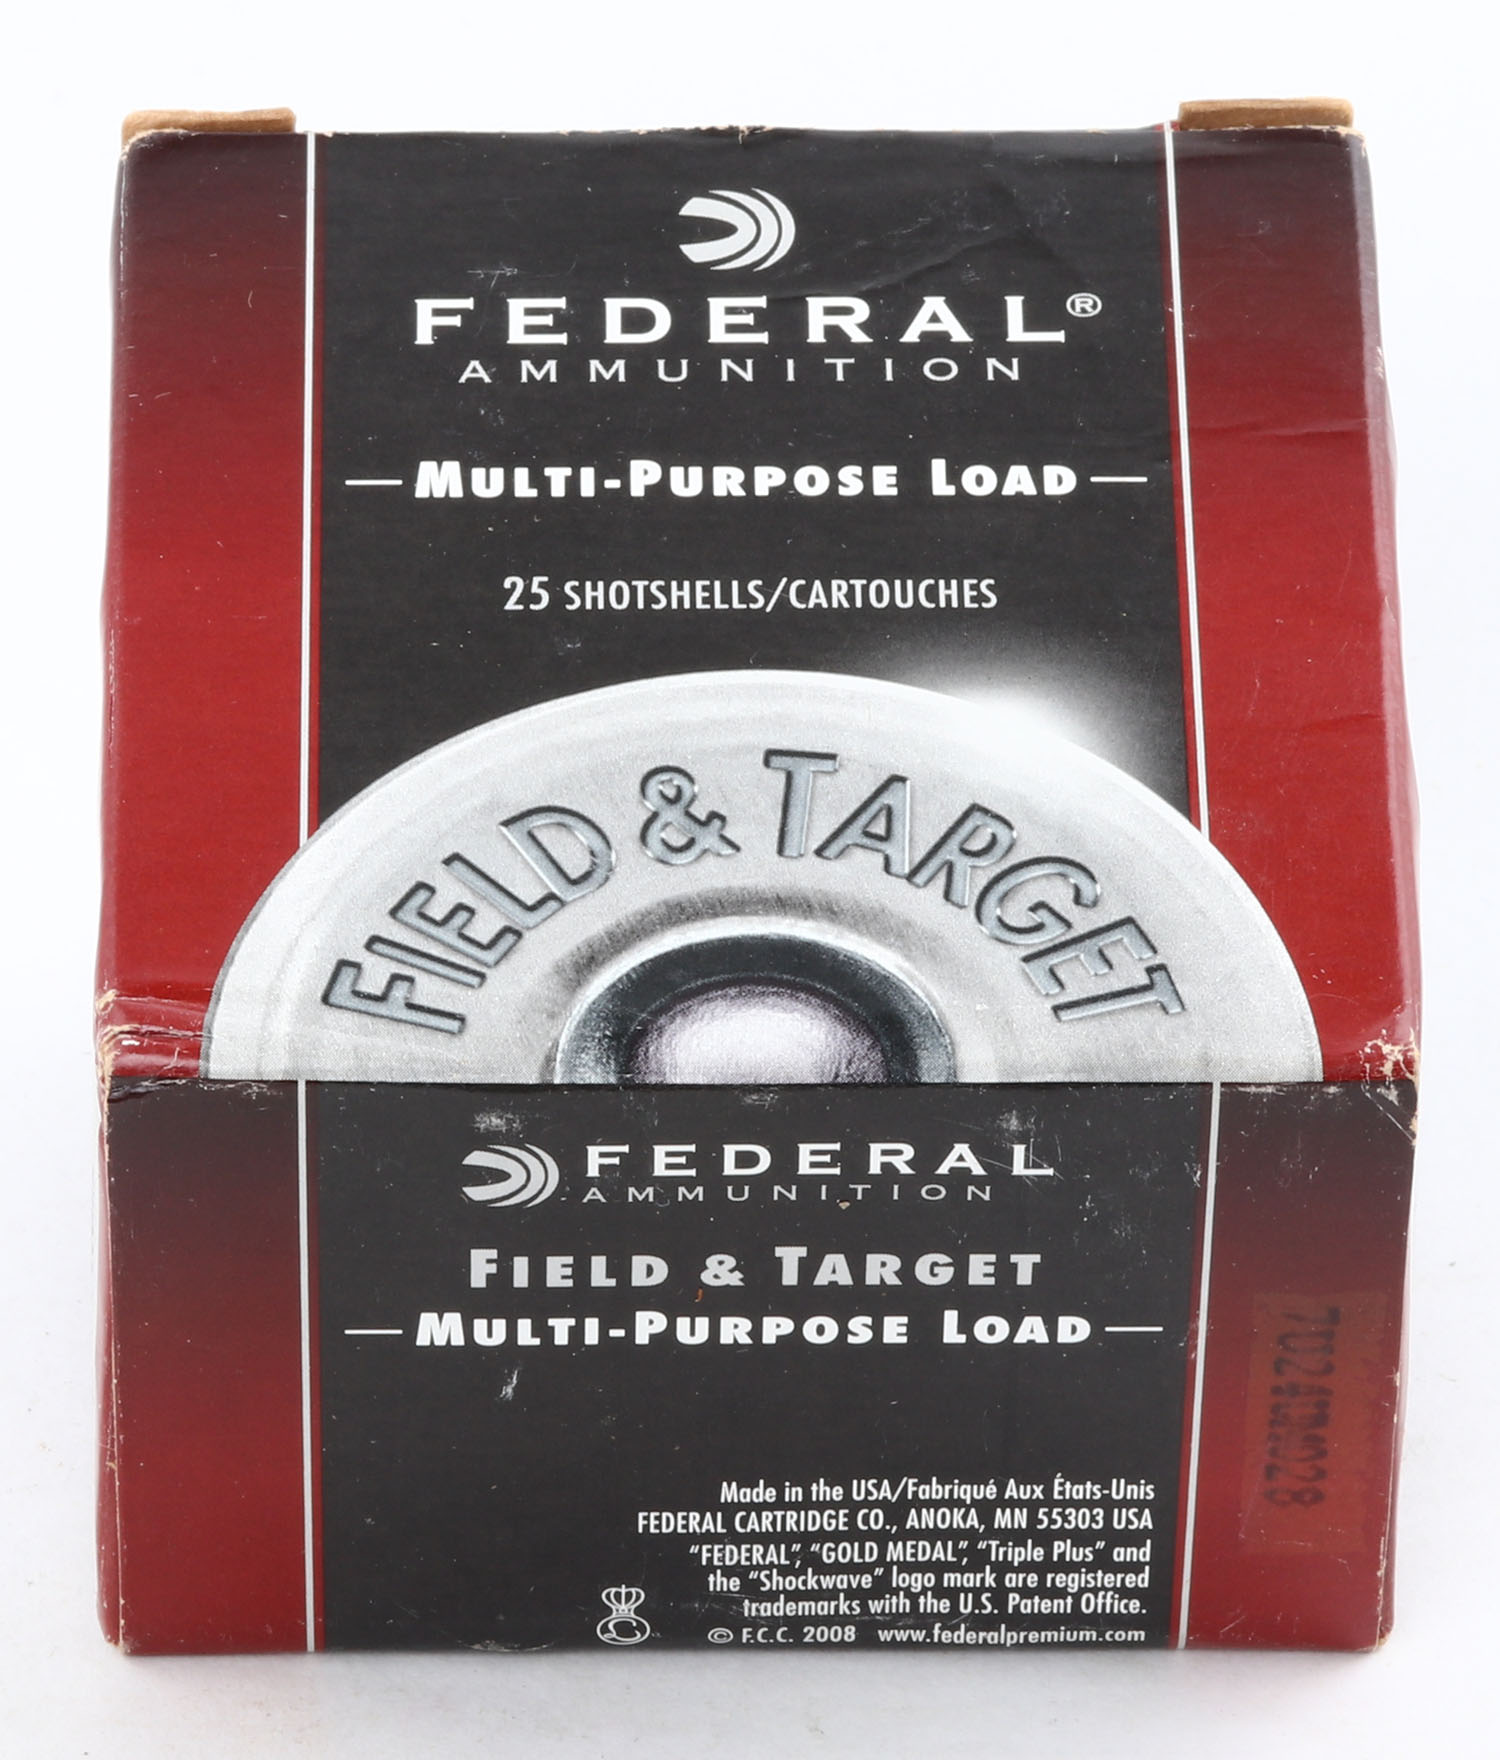 FEDERAL®
AMMUNITION
—MULTI-PURPOSE LOAD—
25 SHOTSHELLS/CARTOUCHES
FIELD & TARGET
FEDERAL
AMMUNITION
FIELD & TARGET
—MULTI-PURPOSE LOAD—
Made in the USA/Fabriqué Aux États-Unis
FEDERAL CARTRIDGE CO., ANOKA, MN 55303 USA
“FEDERAL”, “GOLD MEDAL”, “Triple Plus” and
the “Shockwave” logo mark are registered
trademarks with the U.S. Patent Office.
© F.C.C. 2008 www.federalpremium.com